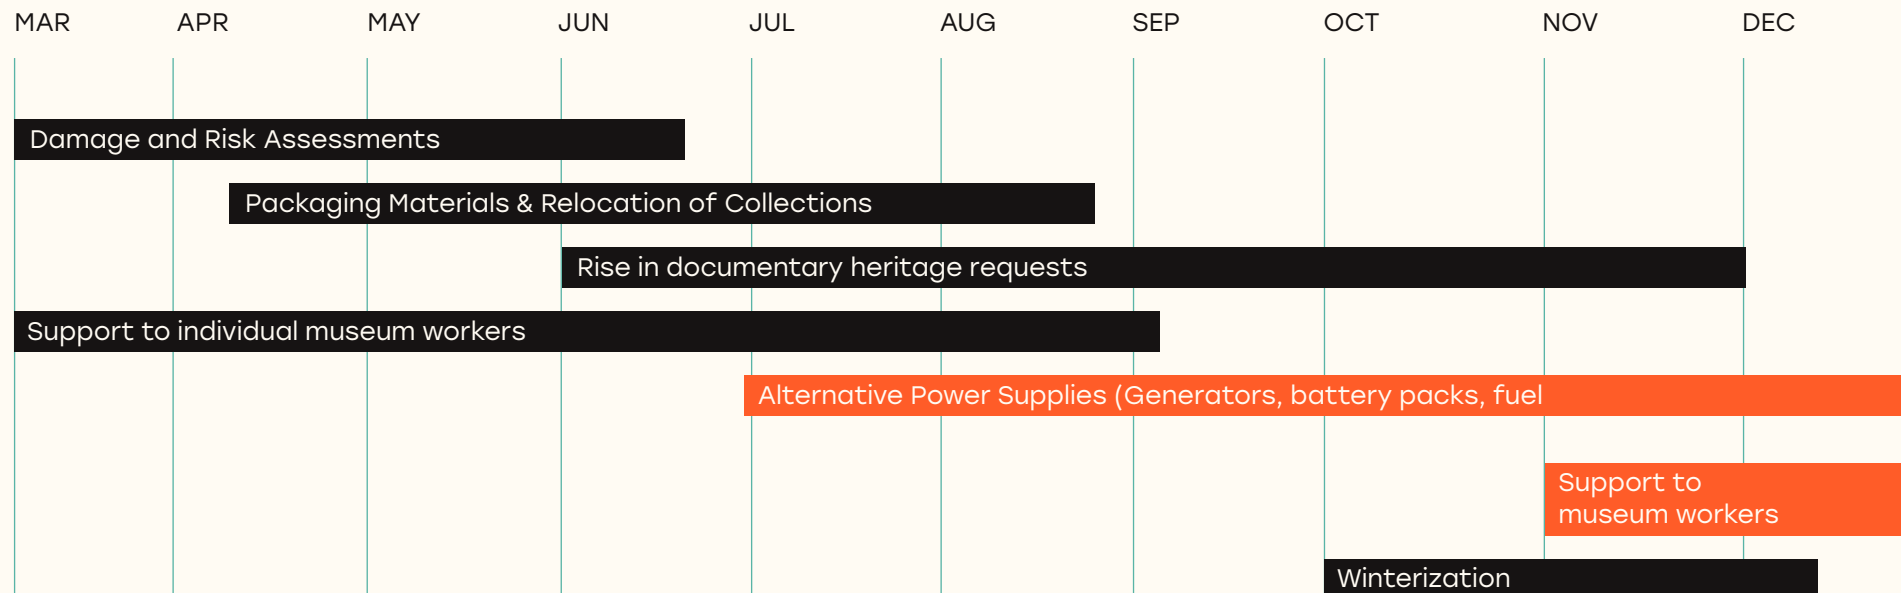 MAR APR MAY JUN JUL AUG SEP OCT NOV DEC
Damage and Risk Assessments
Packaging Materials & Relocation of Collections
Rise in documentary heritage requests
Support to individual museum workers
Alternative Power Supplies (Generators, battery packs, fuel
Support to
museum workers
Winterization